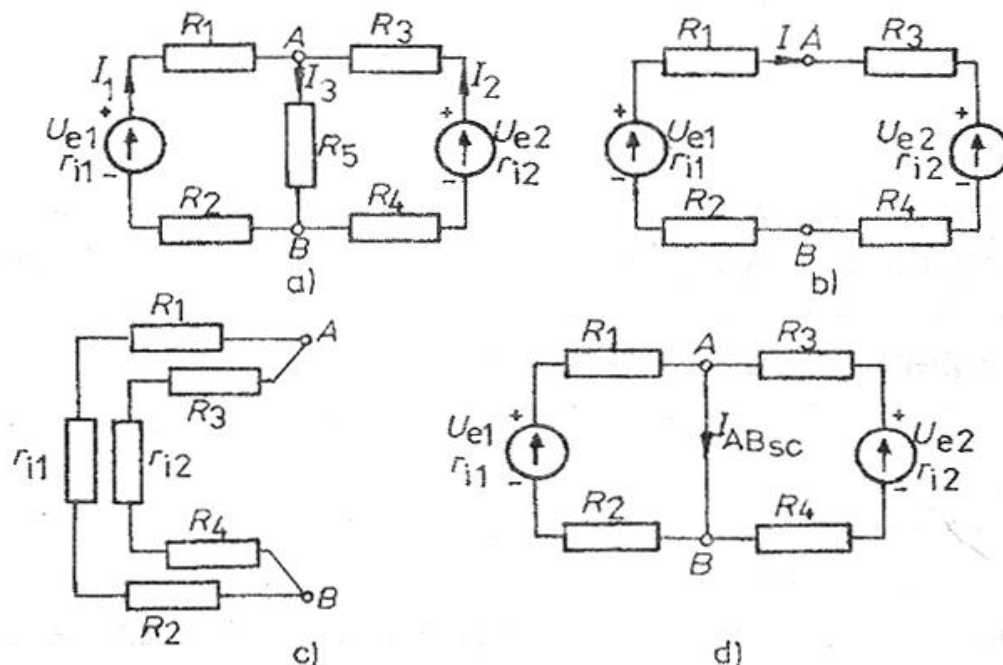 R1 A R3
I1 I3 I2
+ +
Ue1 R5 Ue2
ri1 ri2
- -
R2 R4
B
a)
R1 I A R3
+ +
Ue1 Ue2
ri1 ri2
- -
R2 R4
B
b)
R1 A
R3
ri1 ri2
R4
B
R2
c)
R1 A R3
+ +
Ue1 IABsc Ue2
ri1 ri2
- -
R2 R4
B
d)